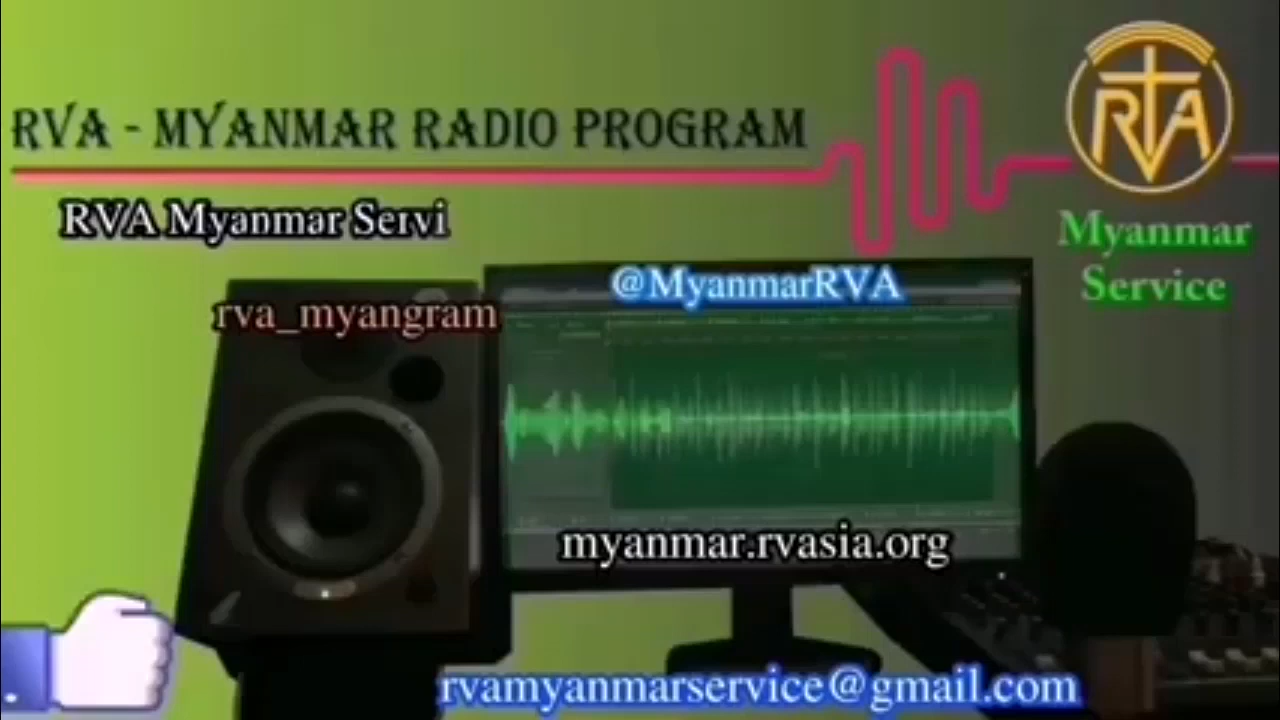 RVA - MYANMAR RADIO PROGRAM
RVA
Myanmar
Service
RVA Myanmar Servi
@MyanmarRVA
rva_myangram
myanmar.rvasia.org
rvamyanmarservice@gmail.com